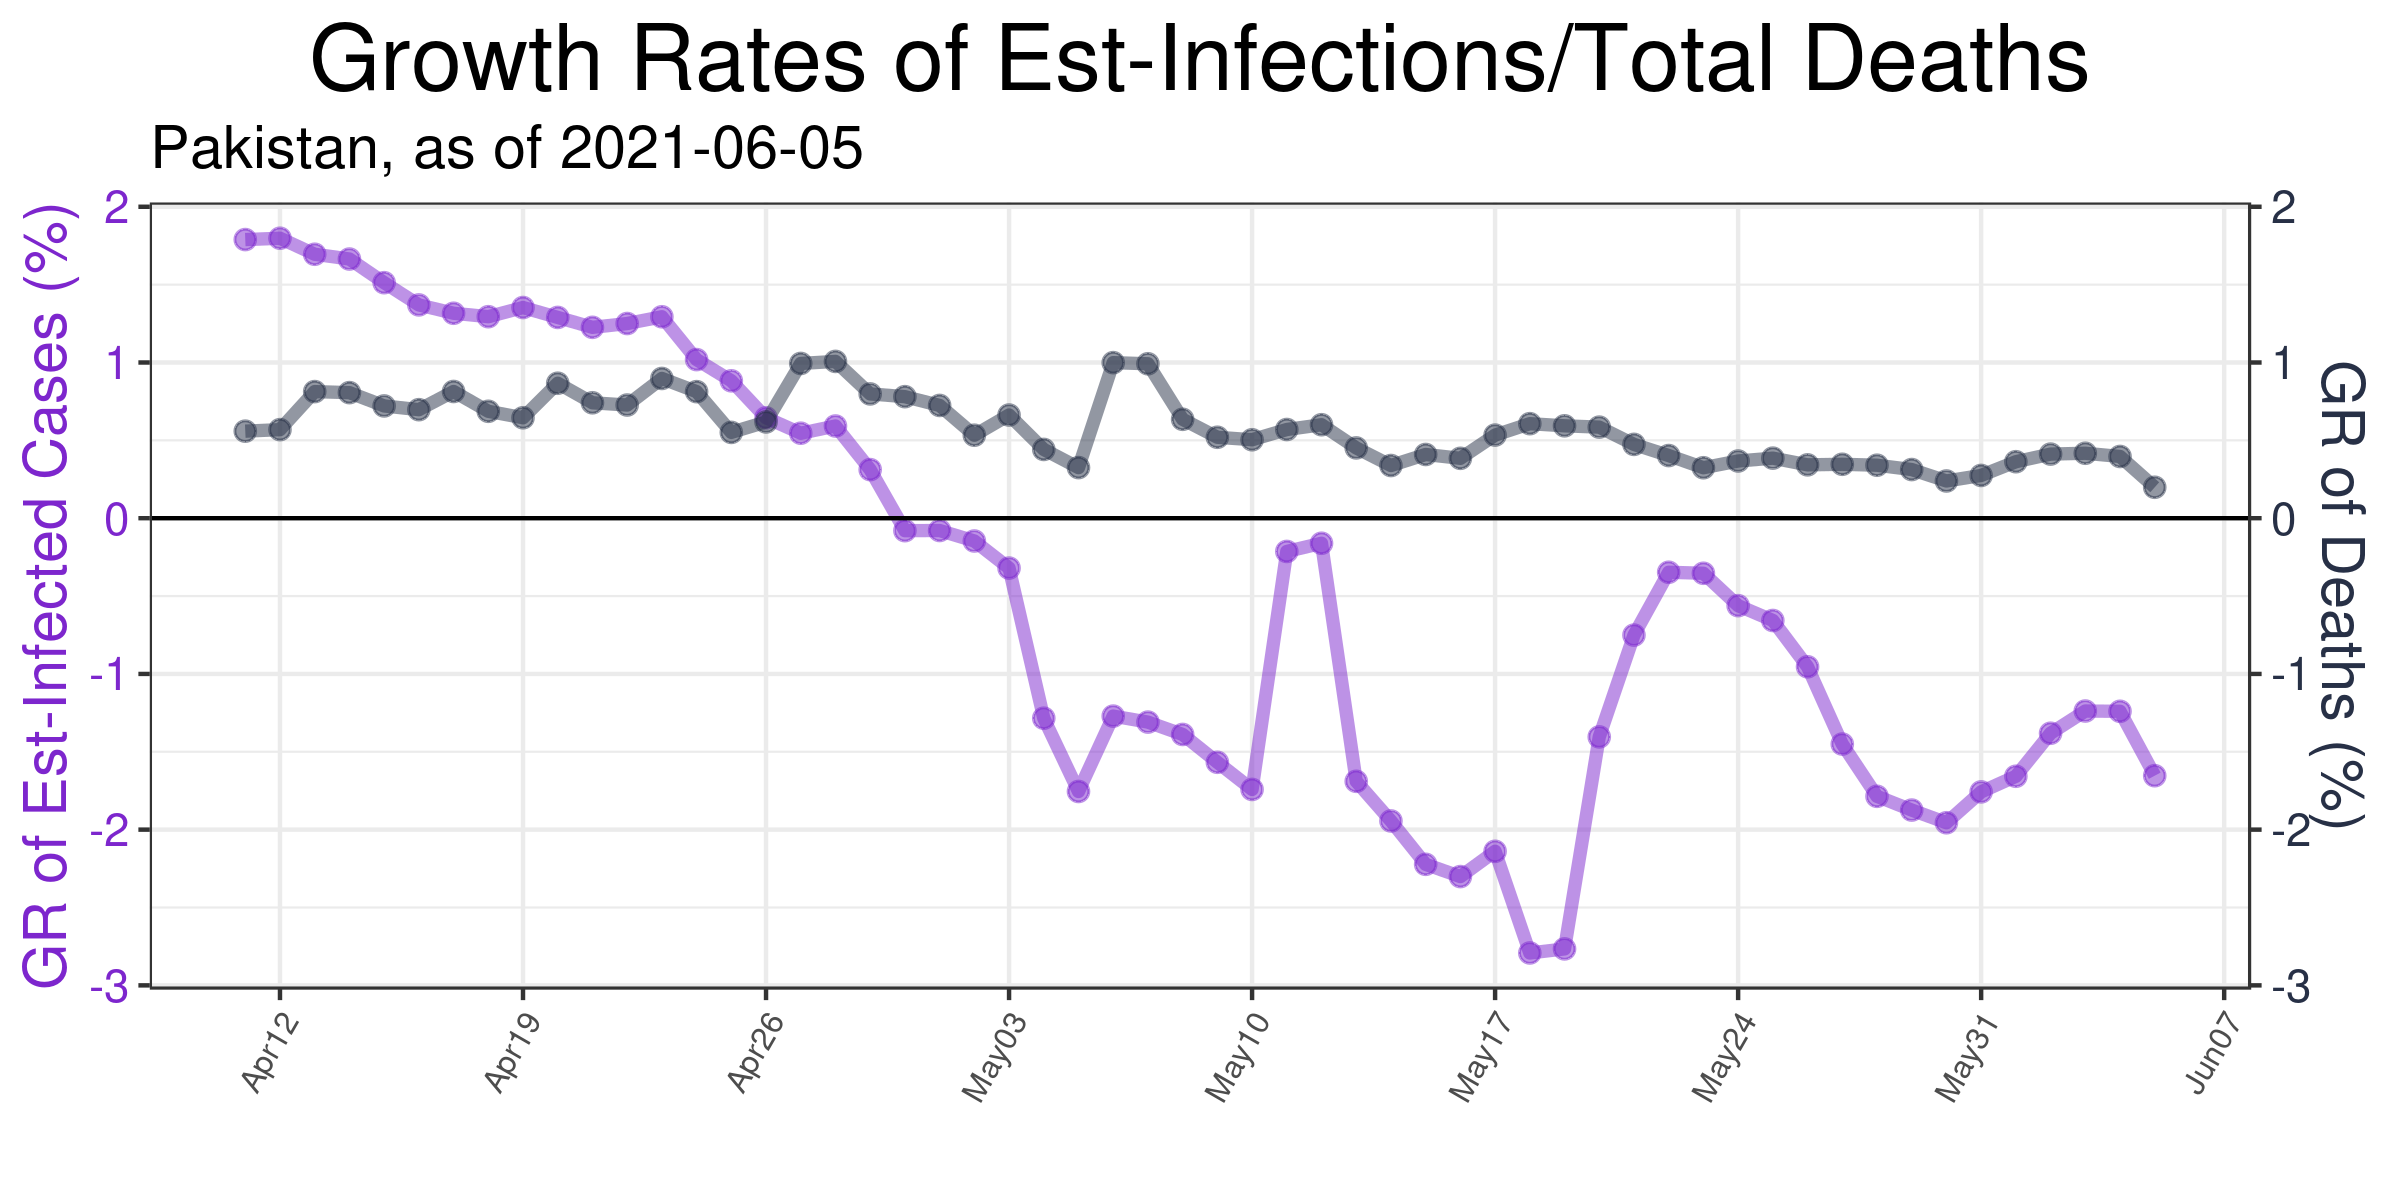 Growth Rates of Est-Infections/Total Deaths
Pakistan, as of 2021-06-05
GR of Est-Infected Cases (%)
2
1
0
-1
-2
-3
2
1
0
-1
-2
-3
GR of Deaths (%)
Apr12
Apr19
Apr26
May03
May10
May17
May24
May31
Jun07